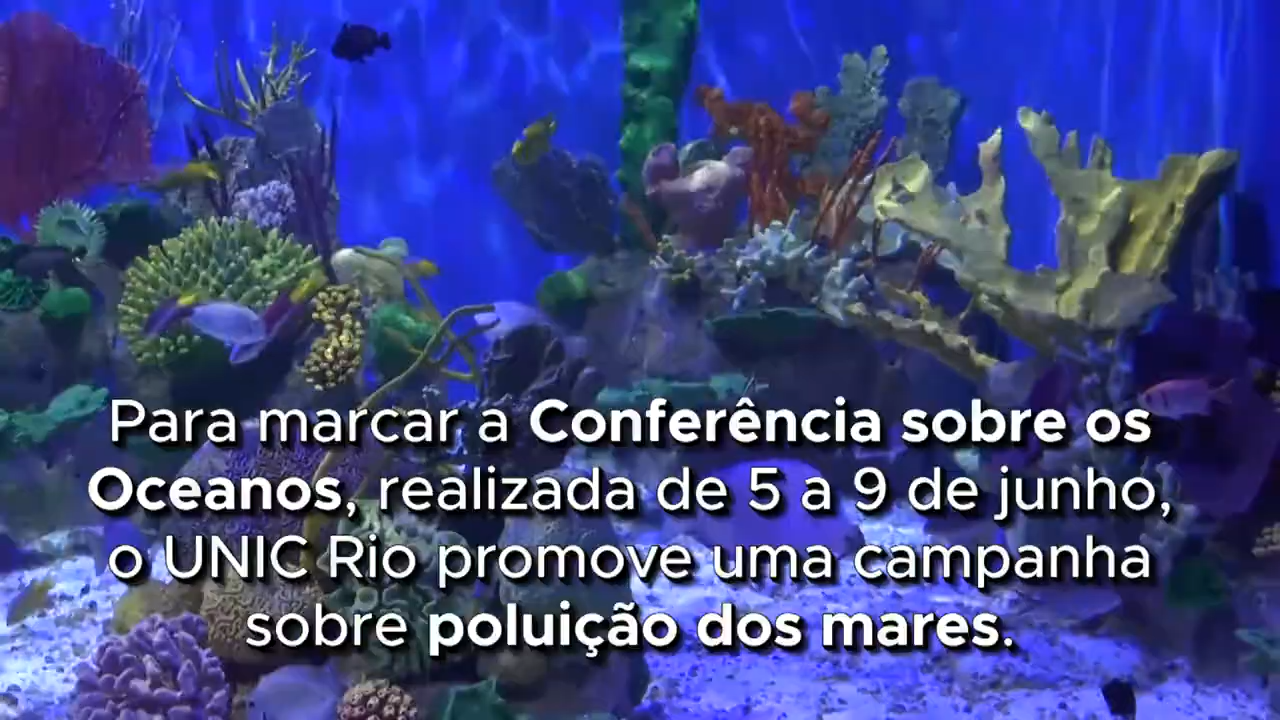 Para marcar a Conferência sobre os
Oceanos, realizada de 5 a 9 de junho,
o UNIC Rio promove uma campanha
sobre poluição dos mares.